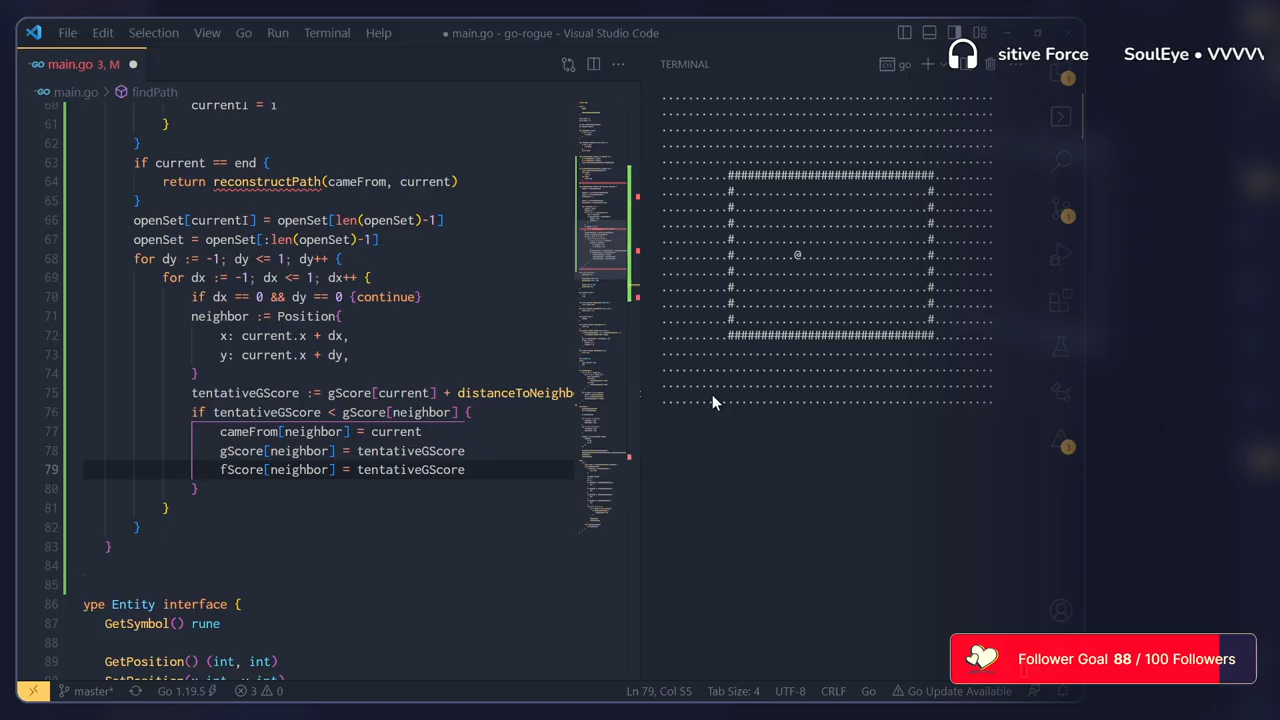 File Edit Selection View Go Run Terminal Help
● main.go - go-rogue - Visual Studio Code
sitive Force SoulEye • VVVVV
main.go 3, M ●
TERMINAL
go
main.go > findPath
60 currentI = i
61 }
62 }
63 if current == end {
64 return reconstructPath(cameFrom, current)
65 }
66 openSet[currentI] = openSet[len(openSet)-1]
67 openSet = openSet[:len(openSet)-1]
68 for dy := -1; dy <= 1; dy++ {
69 for dx := -1; dx <= 1; dx++ {
70 if dx == 0 && dy == 0 {continue}
71 neighbor := Position{
72 x: current.x + dx,
73 y: current.y + dy,
74 }
75 tentativeGScore := gScore[current] + distanceToNeighb
76 if tentativeGScore < gScore[neighbor] {
77 cameFrom[neighbor] = current
78 gScore[neighbor] = tentativeGScore
79 fScore[neighbor] = tentativeGScore
80 }
81 }
82 }
83 }
84
85
86 ype Entity interface {
87 GetSymbol() rune
88
89 GetPosition() (int, int)
@
1
1
3
Follower Goal 88 / 100 Followers
master* Go 1.19.5 3 0 Ln 79, Col 55 Tab Size: 4 UTF-8 CRLF Go Go Update Available